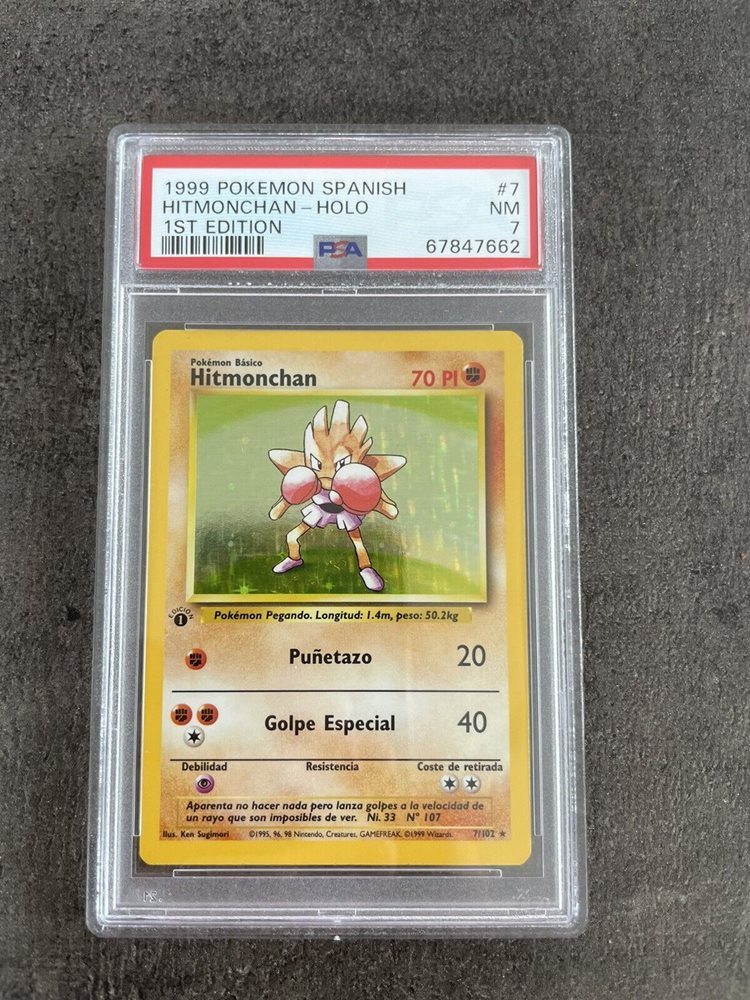 1999 POKEMON SPANISH #7
HITMONCHAN-HOLO NM
1ST EDITION 7
PSA 67847662
Pokémon Básico
Hitmonchan 70 PI
EDICIÓN
1
Pokémon Pegando. Longitud: 1.4m, peso: 50.2kg
Puñetazo 20
Golpe Especial 40
Debilidad Resistencia Coste de retirada
Aparenta no hacer nada pero lanza golpes a la velocidad de
un rayo que son imposibles de ver. Ni. 33 Nº 107
Ilus. Ken Sugimori ©1995, 96, 98 Nintendo, Creatures, GAMEFREAK. ©1999 Wizards. 7/102 ★